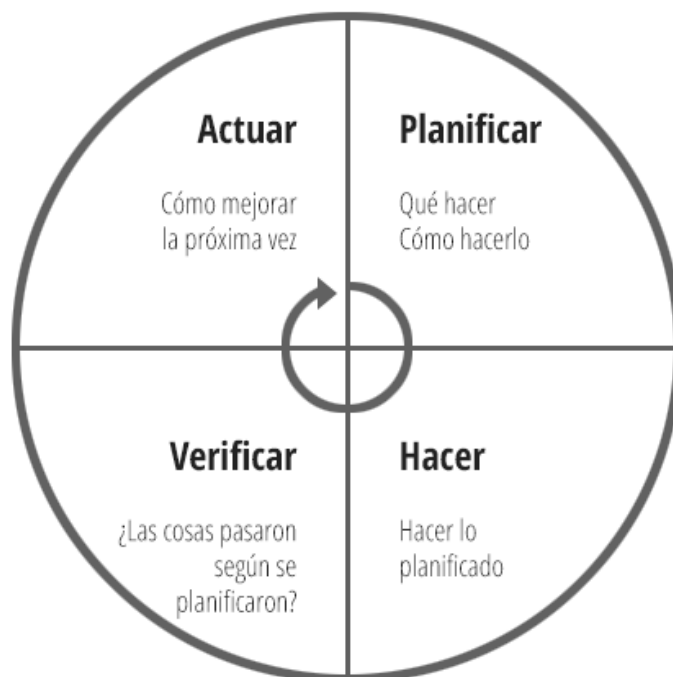 Actuar
Cómo mejorar
la próxima vez
Planificar
Qué hacer
Cómo hacerlo
Verificar
¿Las cosas pasaron
según se
planificaron?
Hacer
Hacer lo
planificado